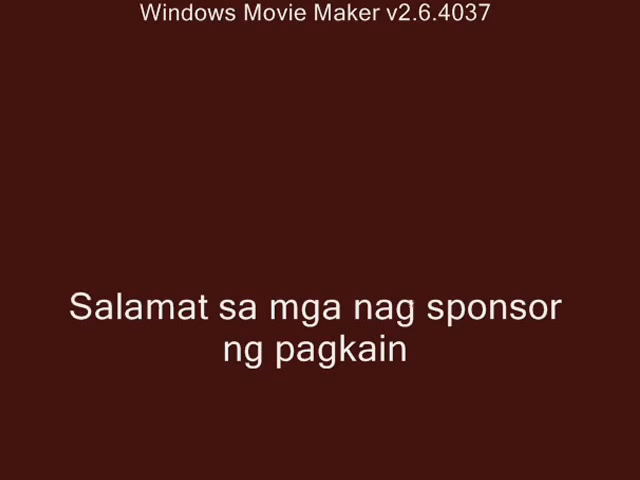 Windows Movie Maker v2.6.4037
Salamat sa mga nag sponsor
ng pagkain